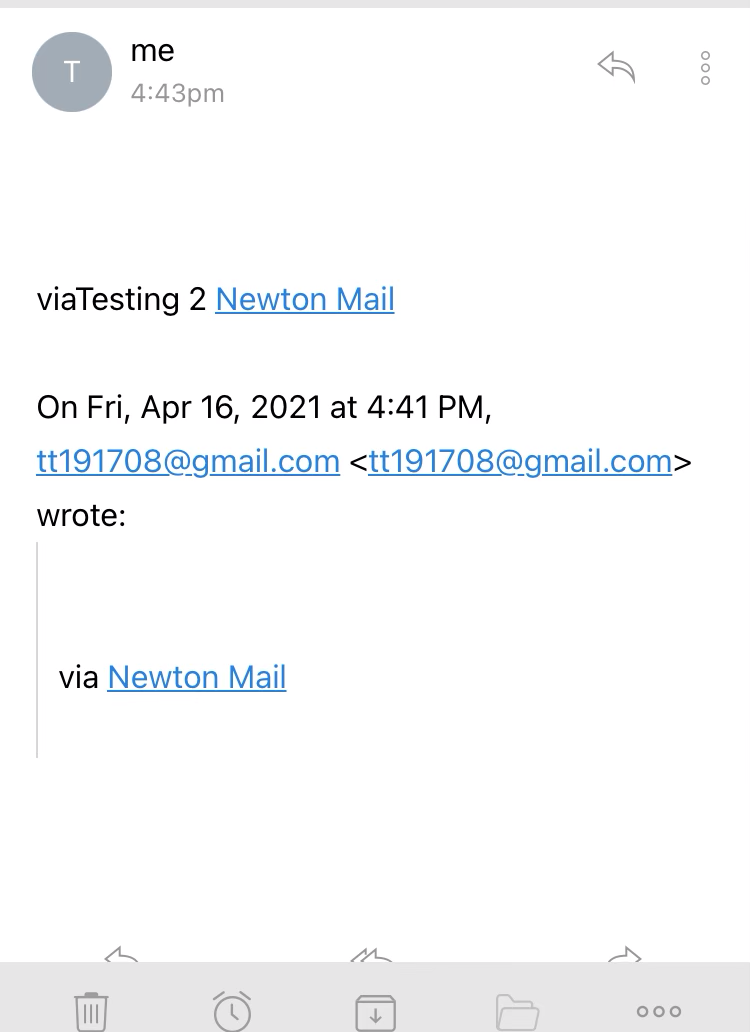 T
me
4:43pm
viaTesting 2 Newton Mail
On Fri, Apr 16, 2021 at 4:41 PM,
tt191708@gmail.com <tt191708@gmail.com>
wrote:
via Newton Mail